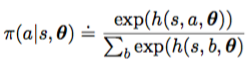 π(a|s, θ) ≐ exp(h(s, a, θ)) / ∑_b exp(h(s, b, θ))